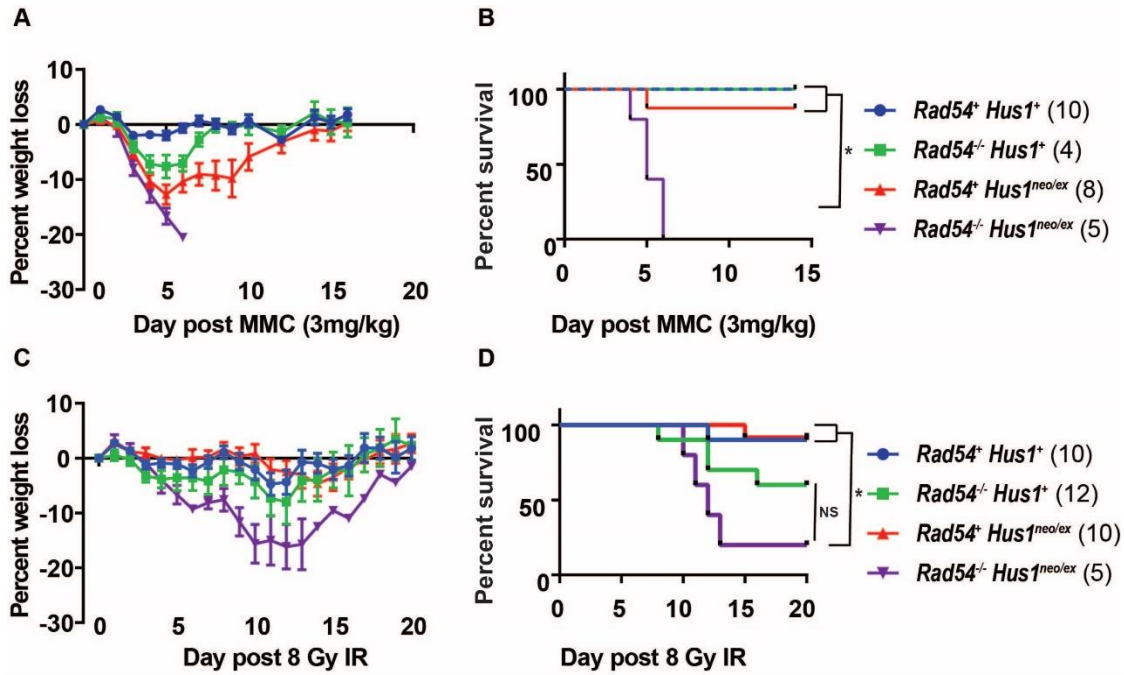 A
Percent weight loss
10
0
-10
-20
-30
0 5 10 15 20
Day post MMC (3mg/kg)
B
Percent survival
100
50
0
0 5 10 15
Day post MMC (3mg/kg)
*
Rad54+ Hus1+ (10)
Rad54-/- Hus1+ (4)
Rad54+ Hus1neo/ex (8)
Rad54-/- Hus1neo/ex (5)
C
Percent weight loss
10
0
-10
-20
-30
0 5 10 15 20
Day post 8 Gy IR
D
Percent survival
100
50
0
0 5 10 15 20
Day post 8 Gy IR
NS
*
Rad54+ Hus1+ (10)
Rad54-/- Hus1+ (12)
Rad54+ Hus1neo/ex (10)
Rad54-/- Hus1neo/ex (5)